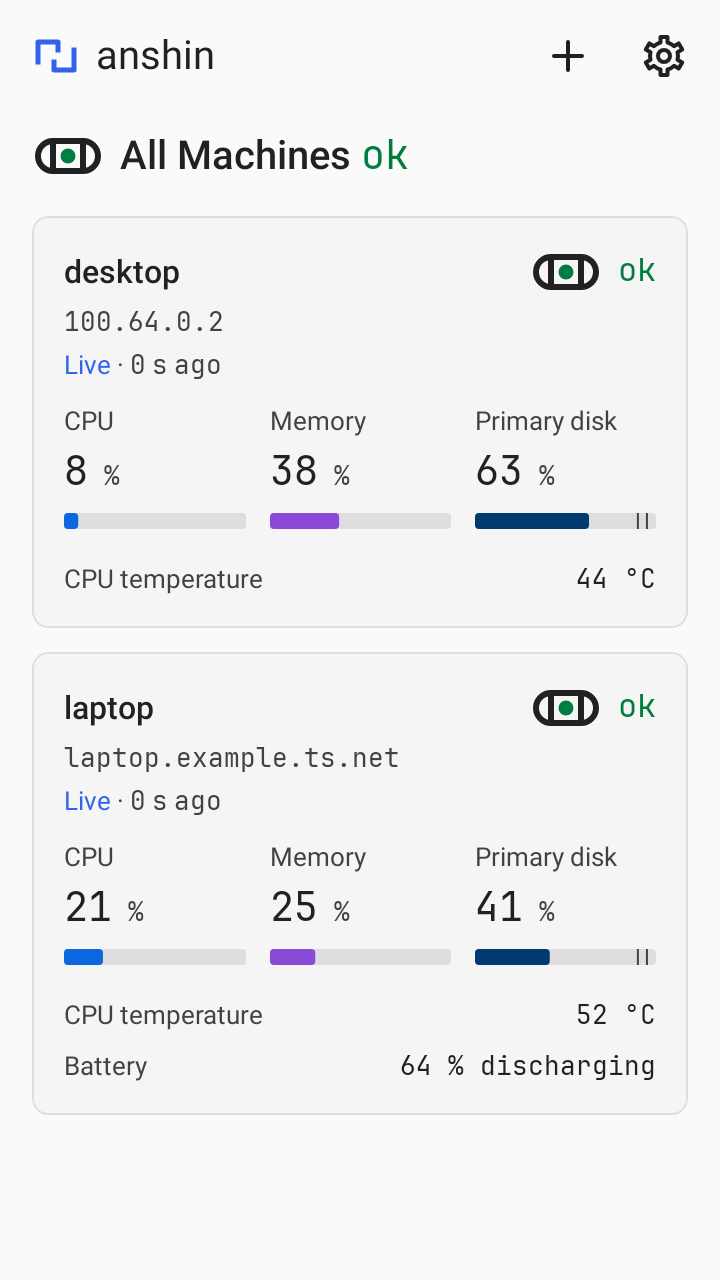 anshin
All Machines ok
desktop ok
100.64.0.2
Live · 0 s ago
CPU Memory Primary disk
8 % 38 % 63 %
CPU temperature 44 °C
laptop ok
laptop.example.ts.net
Live · 0 s ago
CPU Memory Primary disk
21 % 25 % 41 %
CPU temperature 52 °C
Battery 64 % discharging